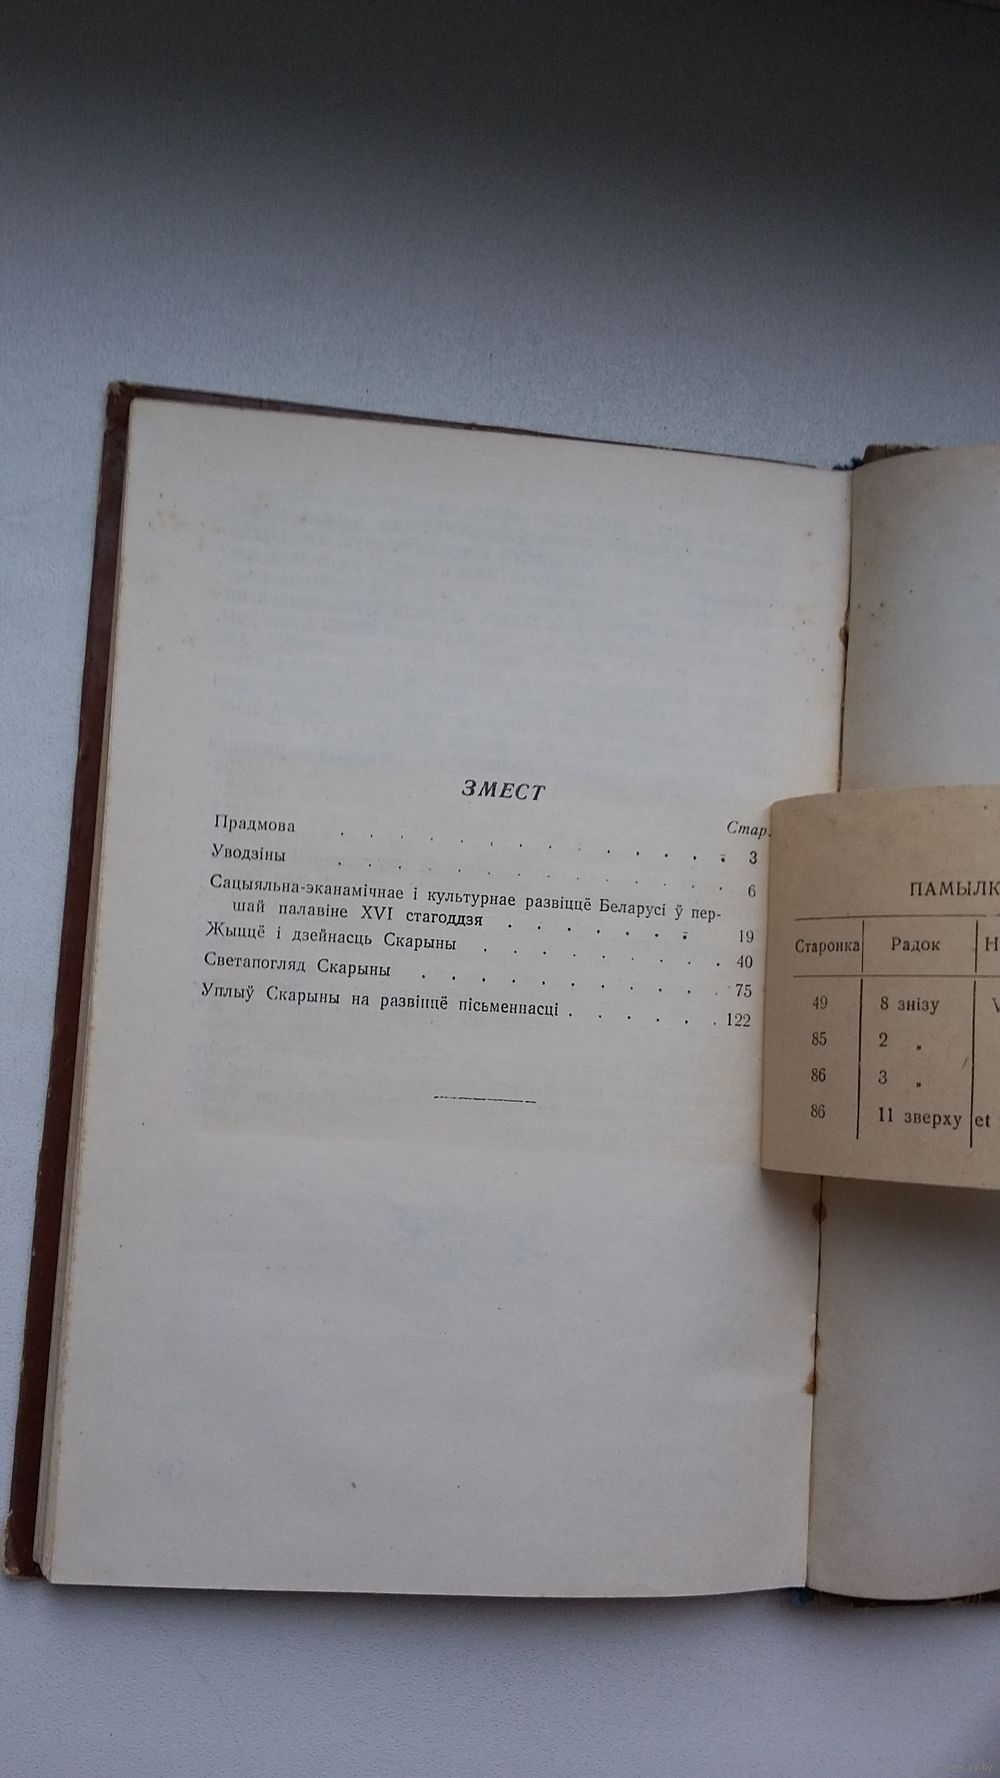 ЗМЕСТ
Стар.
Прадмова . . . . . . . . . . . . . 3
Уводзіны . . . . . . . . . . . . . 6
Сацыяльна-эканамічнае і культурнае развіццё Беларусі ў пер-
шай палавіне XVI стагоддзя . . . . . . . 19
Жыццё і дзейнасць Скарыны . . . . . . . . . 40
Светапогляд Скарыны . . . . . . . . . . . 75
Уплыў Скарыны на развіццё пісьменнасці . . . . . . 122
ПАМЫЛК
Старонка Радок Н
49 8 знізу V
85 2 „
86 3 „
86 11 зверху et